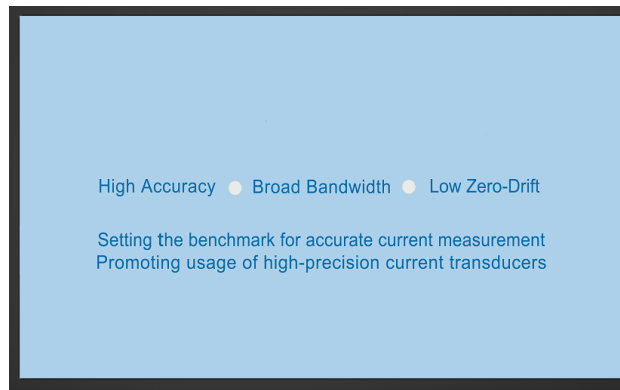 High Accuracy Broad Bandwidth Low Zero-Drift
Setting the benchmark for accurate current measurement
Promoting usage of high-precision current transducers